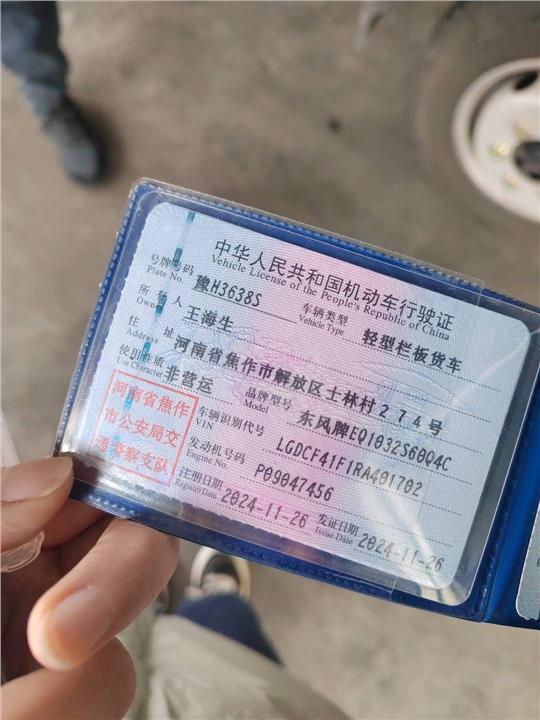 中华人民共和国机动车行驶证
Vehicle License of the People's Republic of China
号牌号码 豫H3638S 车辆类型 轻型栏板货车
Plate No. Vehicle Type
所有人 王海生
Owner
住址 河南省焦作市解放区士林村274号
Address
使用性质 非营运 品牌型号 东风牌EQ1032S60Q4C
Use Character Model
河南省焦作
市公安局交
通警察支队
车辆识别代号 LGDCF41F1RA401702
VIN
发动机号码 P09047456
Engine No.
注册日期 2024-11-26 发证日期 2024-11-26
Register Date Issue Date